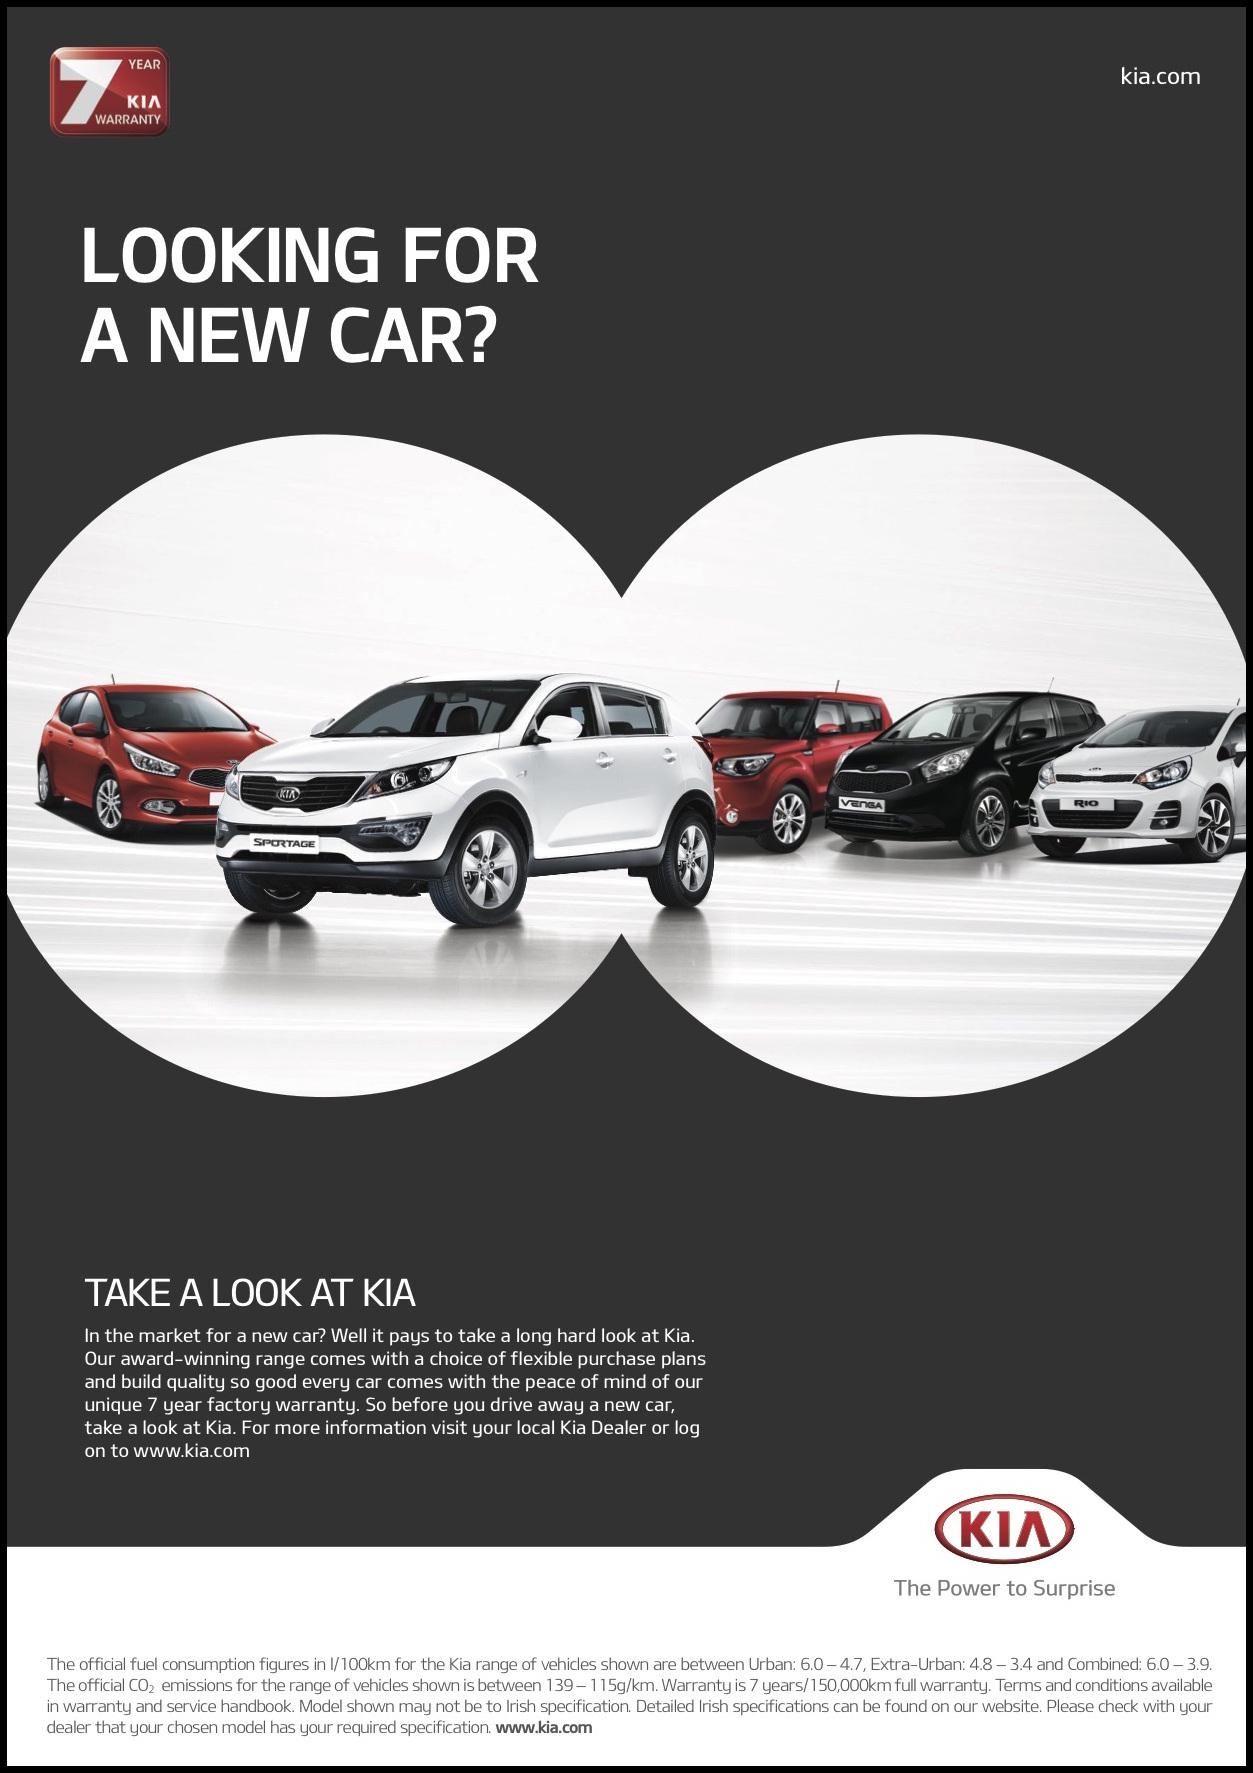 7 YEAR
KIA
WARRANTY
kia.com
LOOKING FOR
A NEW CAR?
KIA
SPORTAGE
VENGA
RIO
TAKE A LOOK AT KIA
In the market for a new car? Well it pays to take a long hard look at Kia.
Our award-winning range comes with a choice of flexible purchase plans
and build quality so good every car comes with the peace of mind of our
unique 7 year factory warranty. So before you drive away a new car,
take a look at Kia. For more information visit your local Kia Dealer or log
on to www.kia.com
KIA
The Power to Surprise
The official fuel consumption figures in l/100km for the Kia range of vehicles shown are between Urban: 6.0 – 4.7, Extra-Urban: 4.8 – 3.4 and Combined: 6.0 – 3.9.
The official CO₂ emissions for the range of vehicles shown is between 139 – 115g/km. Warranty is 7 years/150,000km full warranty. Terms and conditions available
in warranty and service handbook. Model shown may not be to Irish specification. Detailed Irish specifications can be found on our website. Please check with your
dealer that your chosen model has your required specification. www.kia.com